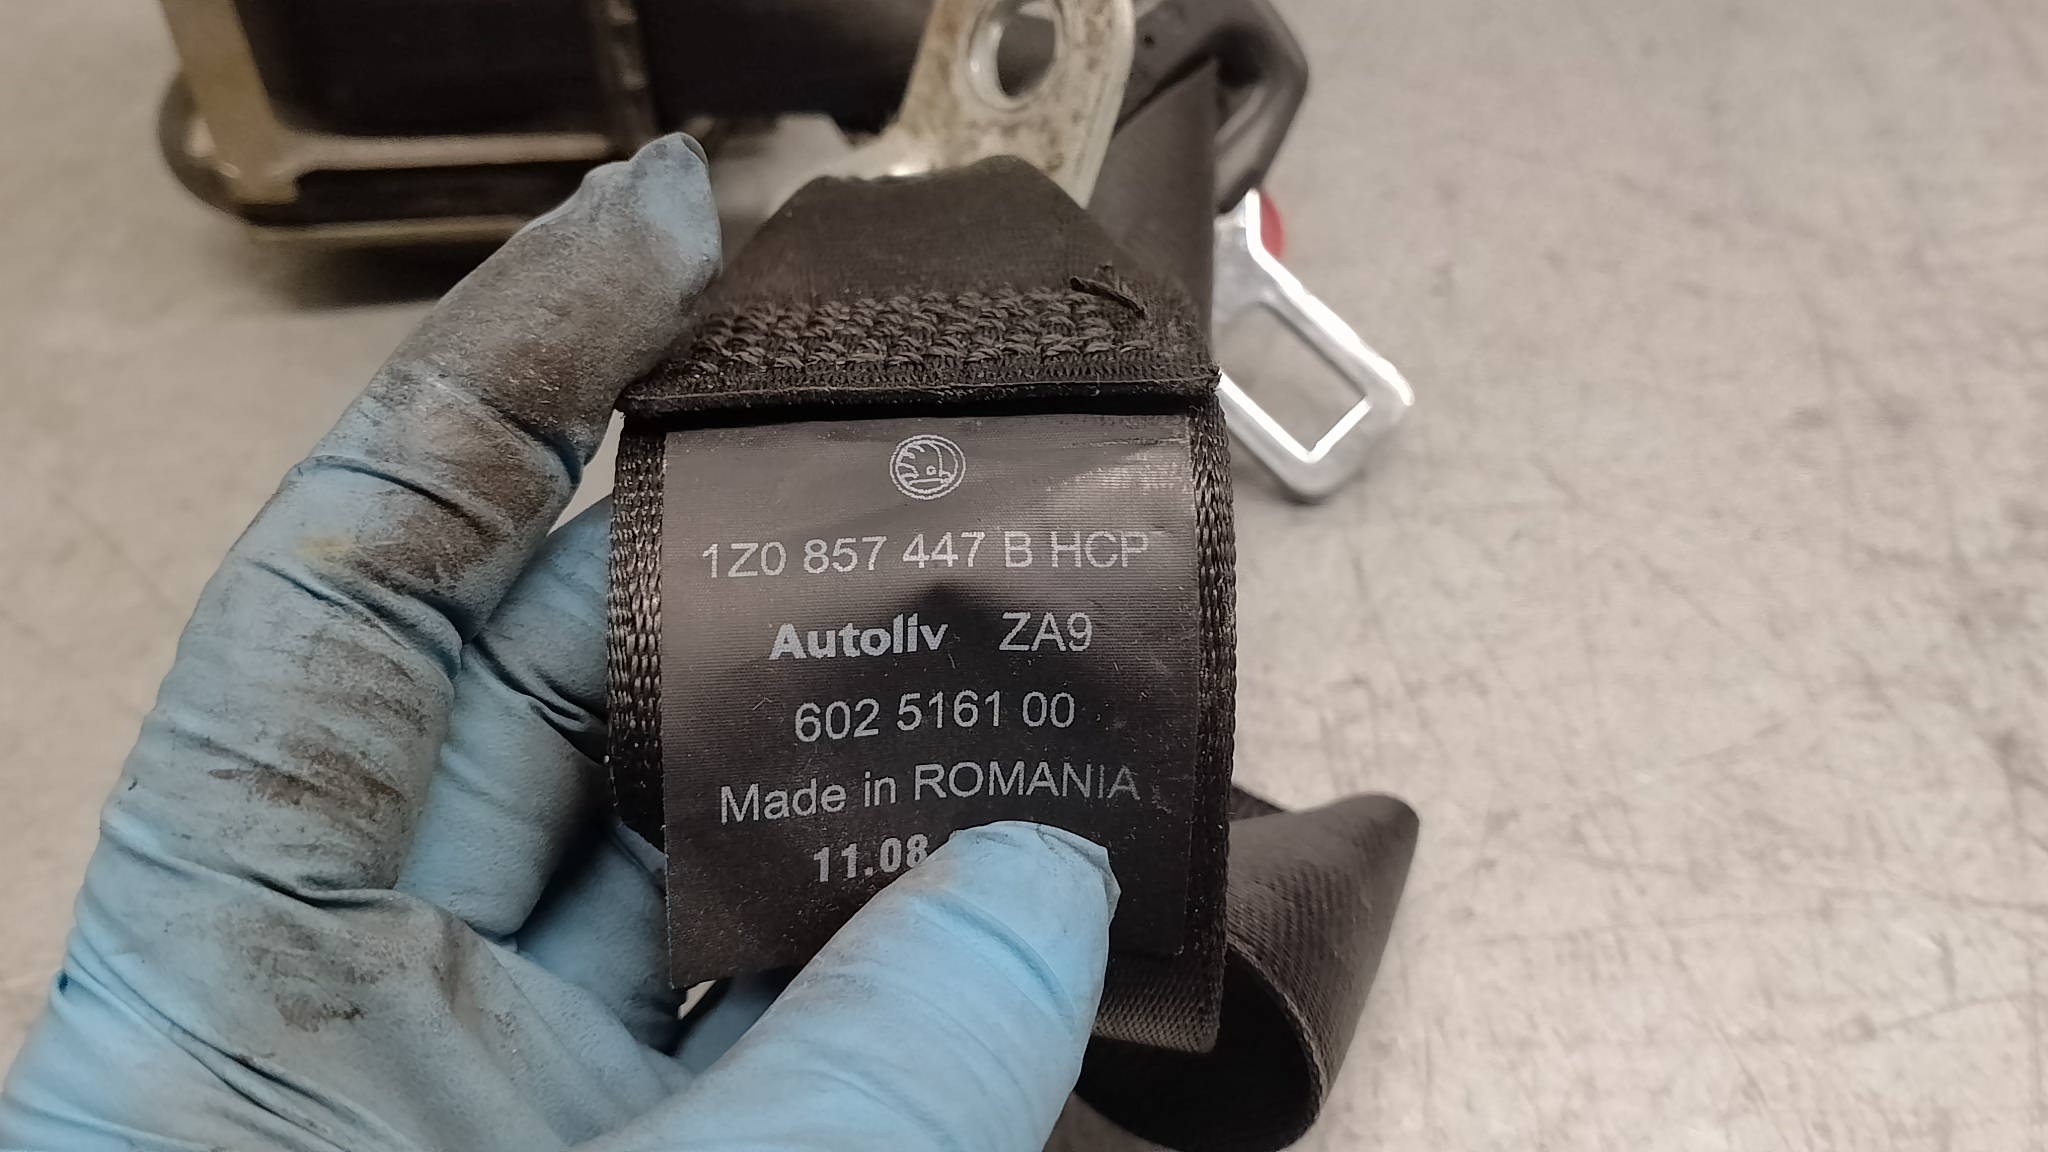 1Z0 857 447 B HCP
Autoliv ZA9
602 5161 00
Made in ROMANIA
11.08